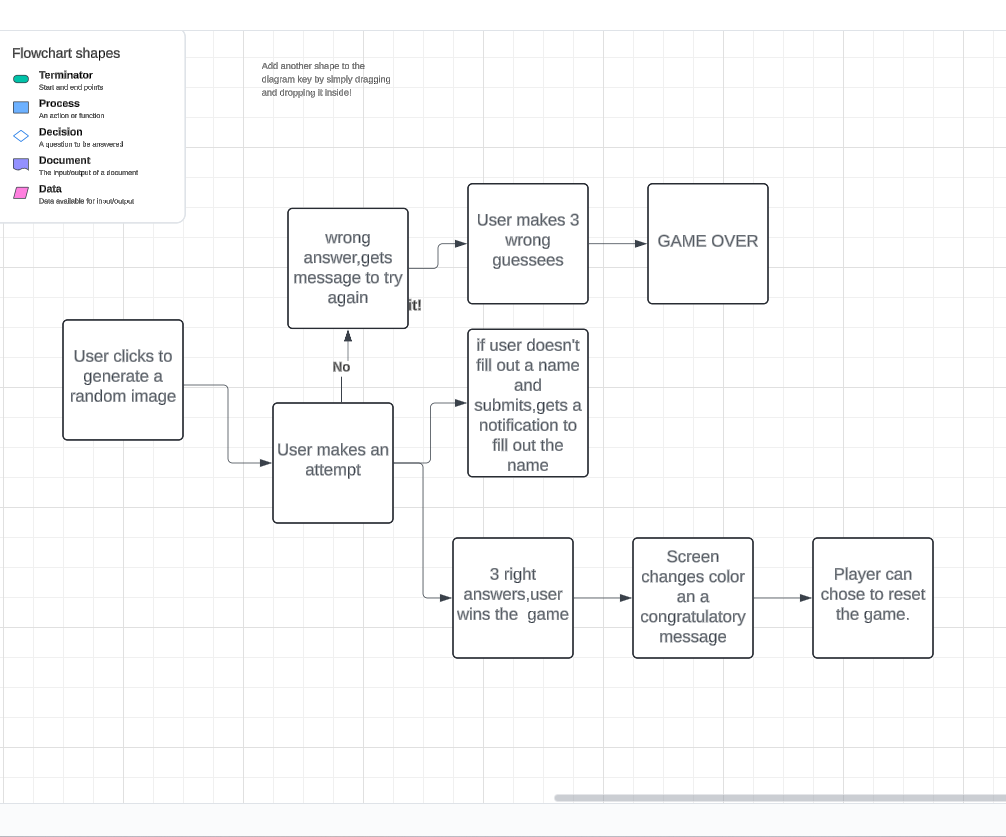 Flowchart shapes
Terminator
Start and end points
Process
An action or function
Decision
A question to be answered
Document
The input/output of a document
Data
Data available for input/output
Add another shape to the
diagram key by simply dragging
and dropping it inside!
wrong
answer,gets
message to try
again
it!
User makes 3
wrong
guessees
GAME OVER
User clicks to
generate a
random image
No
if user doesn't
fill out a name
and
submits,gets a
notification to
fill out the
name
User makes an
attempt
3 right
answers,user
wins the  game
Screen
changes color
an a
congratulatory
message
Player can
chose to reset
the game.